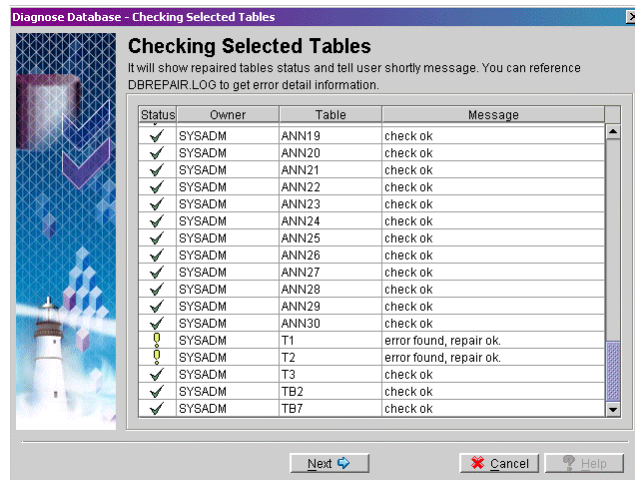 Diagnose Database - Checking Selected Tables
Checking Selected Tables
It will show repaired tables status and tell user shortly message. You can reference
DBREPAIR.LOG to get error detail information.
Status Owner Table Message
SYSADM ANN19 check ok
SYSADM ANN20 check ok
SYSADM ANN21 check ok
SYSADM ANN22 check ok
SYSADM ANN23 check ok
SYSADM ANN24 check ok
SYSADM ANN25 check ok
SYSADM ANN26 check ok
SYSADM ANN27 check ok
SYSADM ANN28 check ok
SYSADM ANN29 check ok
SYSADM ANN30 check ok
SYSADM T1 error found, repair ok.
SYSADM T2 error found, repair ok.
SYSADM T3 check ok
SYSADM TB2 check ok
SYSADM TB7 check ok
Next Cancel Help